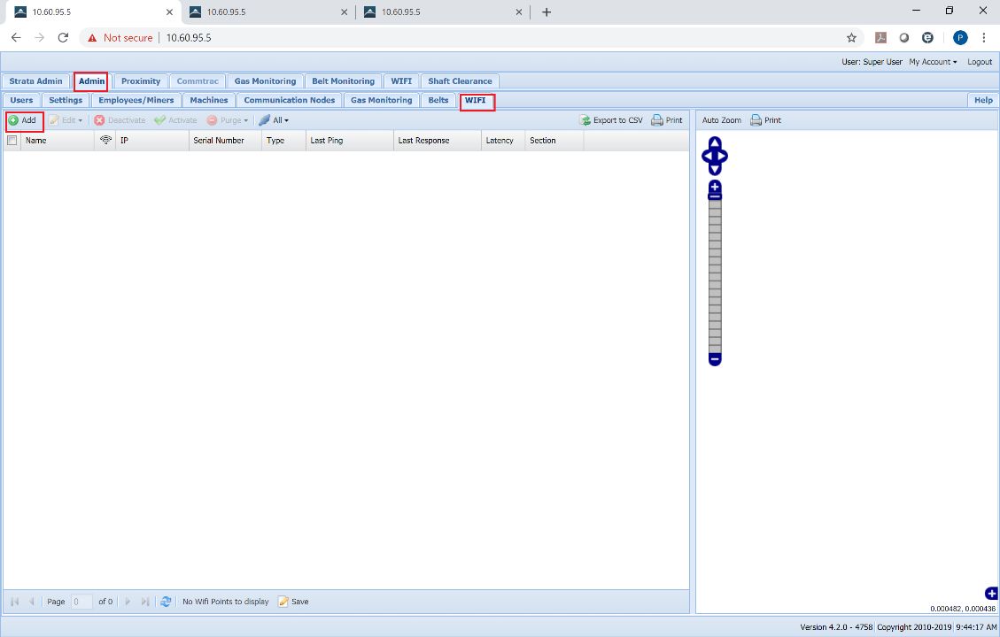 10.60.95.5 10.60.95.5 10.60.95.5
Not secure 10.60.95.5 P
User: Super User My Account Logout
Strata Admin Admin Proximity Commtrac Gas Monitoring Belt Monitoring WIFI Shaft Clearance
Users Settings Employees/Miners Machines Communication Nodes Gas Monitoring Belts WIFI Help
Add Edit Deactivate Activate Purge All Export to CSV Print Auto Zoom Print
Name IP Serial Number Type Last Ping Last Response Latency Section
Page 0 of 0 No Wifi Points to display Save
0.000482, 0.000436
Version 4.2.0 - 4758 Copyright 2010-2019 9:44:17 AM